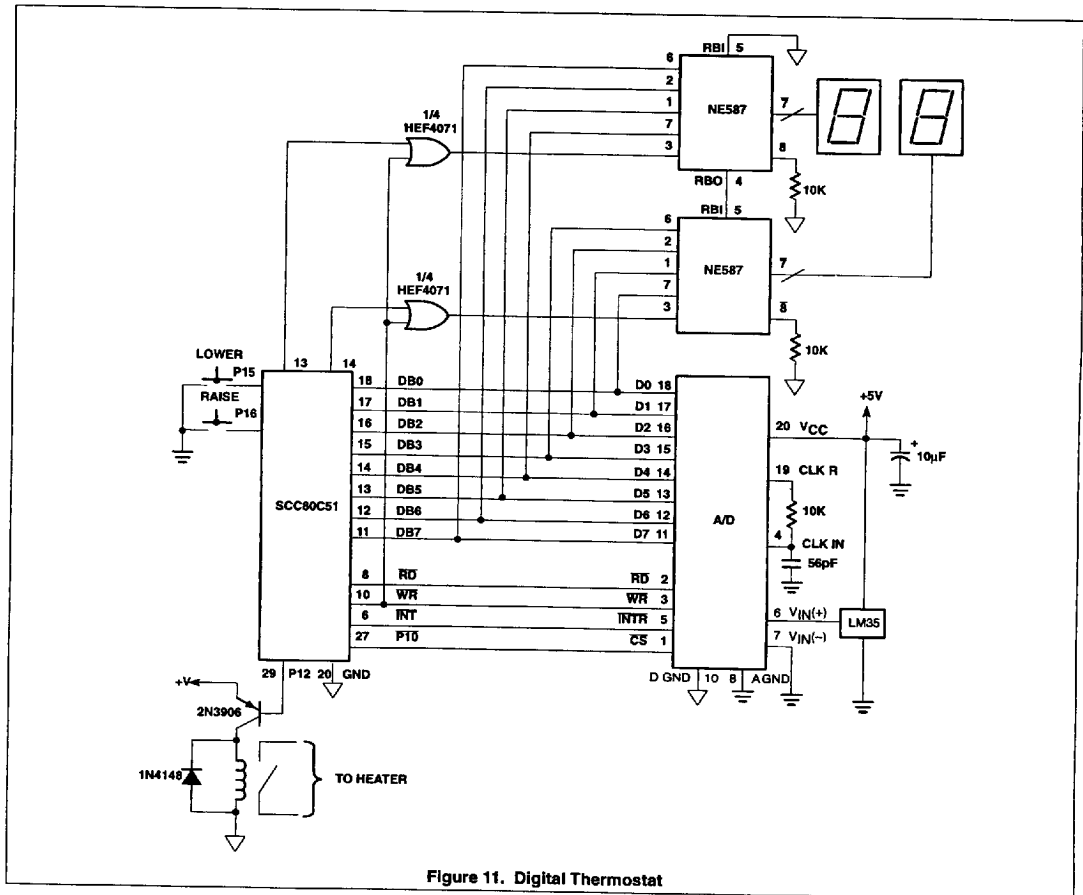 RBI 5
6
2
1
7
3
NE587
7
8
10K
RBO 4
1/4
HEF4071
RBI 5
6
2
1
7
3
NE587
7
8
10K
1/4
HEF4071
13 14
LOWER
P15
RAISE
P16
SCC80C51
18 DB0 D0 18
17 DB1 D1 17
16 DB2 D2 16
15 DB3 D3 15
14 DB4 D4 14
13 DB5 D5 13
12 DB6 D6 12
11 DB7 D7 11
8 RD RD 2
10 WR WR 3
6 INT INTR 5
27 P10 CS 1
A/D
+5V
20 VCC
+
10µF
19 CLK R
10K
4 CLK IN
56pF
6 VIN(+)
LM35
7 VIN(–)
D GND 10 8 A GND
29 P12 20 GND
+V
2N3906
1N4148
TO HEATER
Figure 11. Digital Thermostat